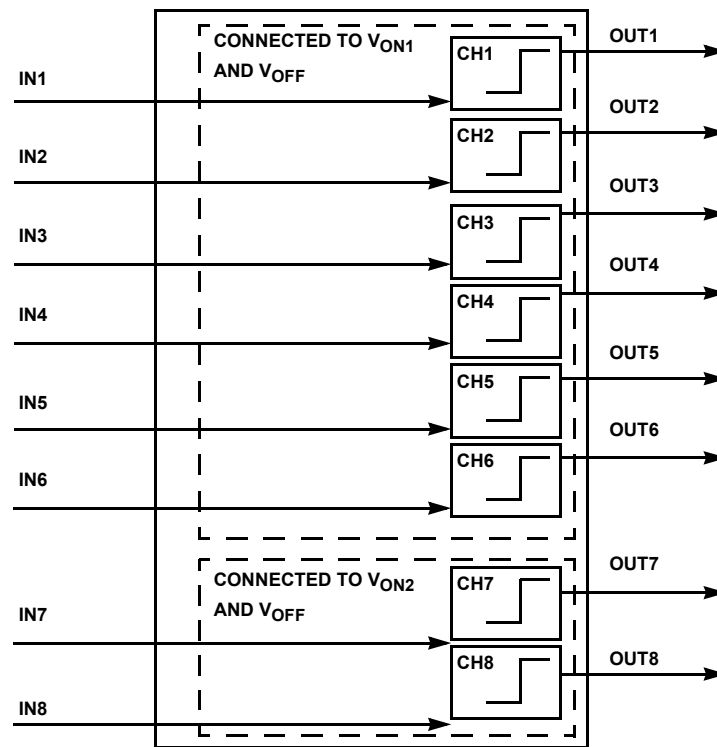 CONNECTED TO VON1
AND VOFF
CH1
OUT1
IN1
CH2
OUT2
IN2
CH3
OUT3
IN3
CH4
OUT4
IN4
CH5
OUT5
IN5
CH6
OUT6
IN6
CONNECTED TO VON2
AND VOFF
CH7
OUT7
IN7
CH8
OUT8
IN8